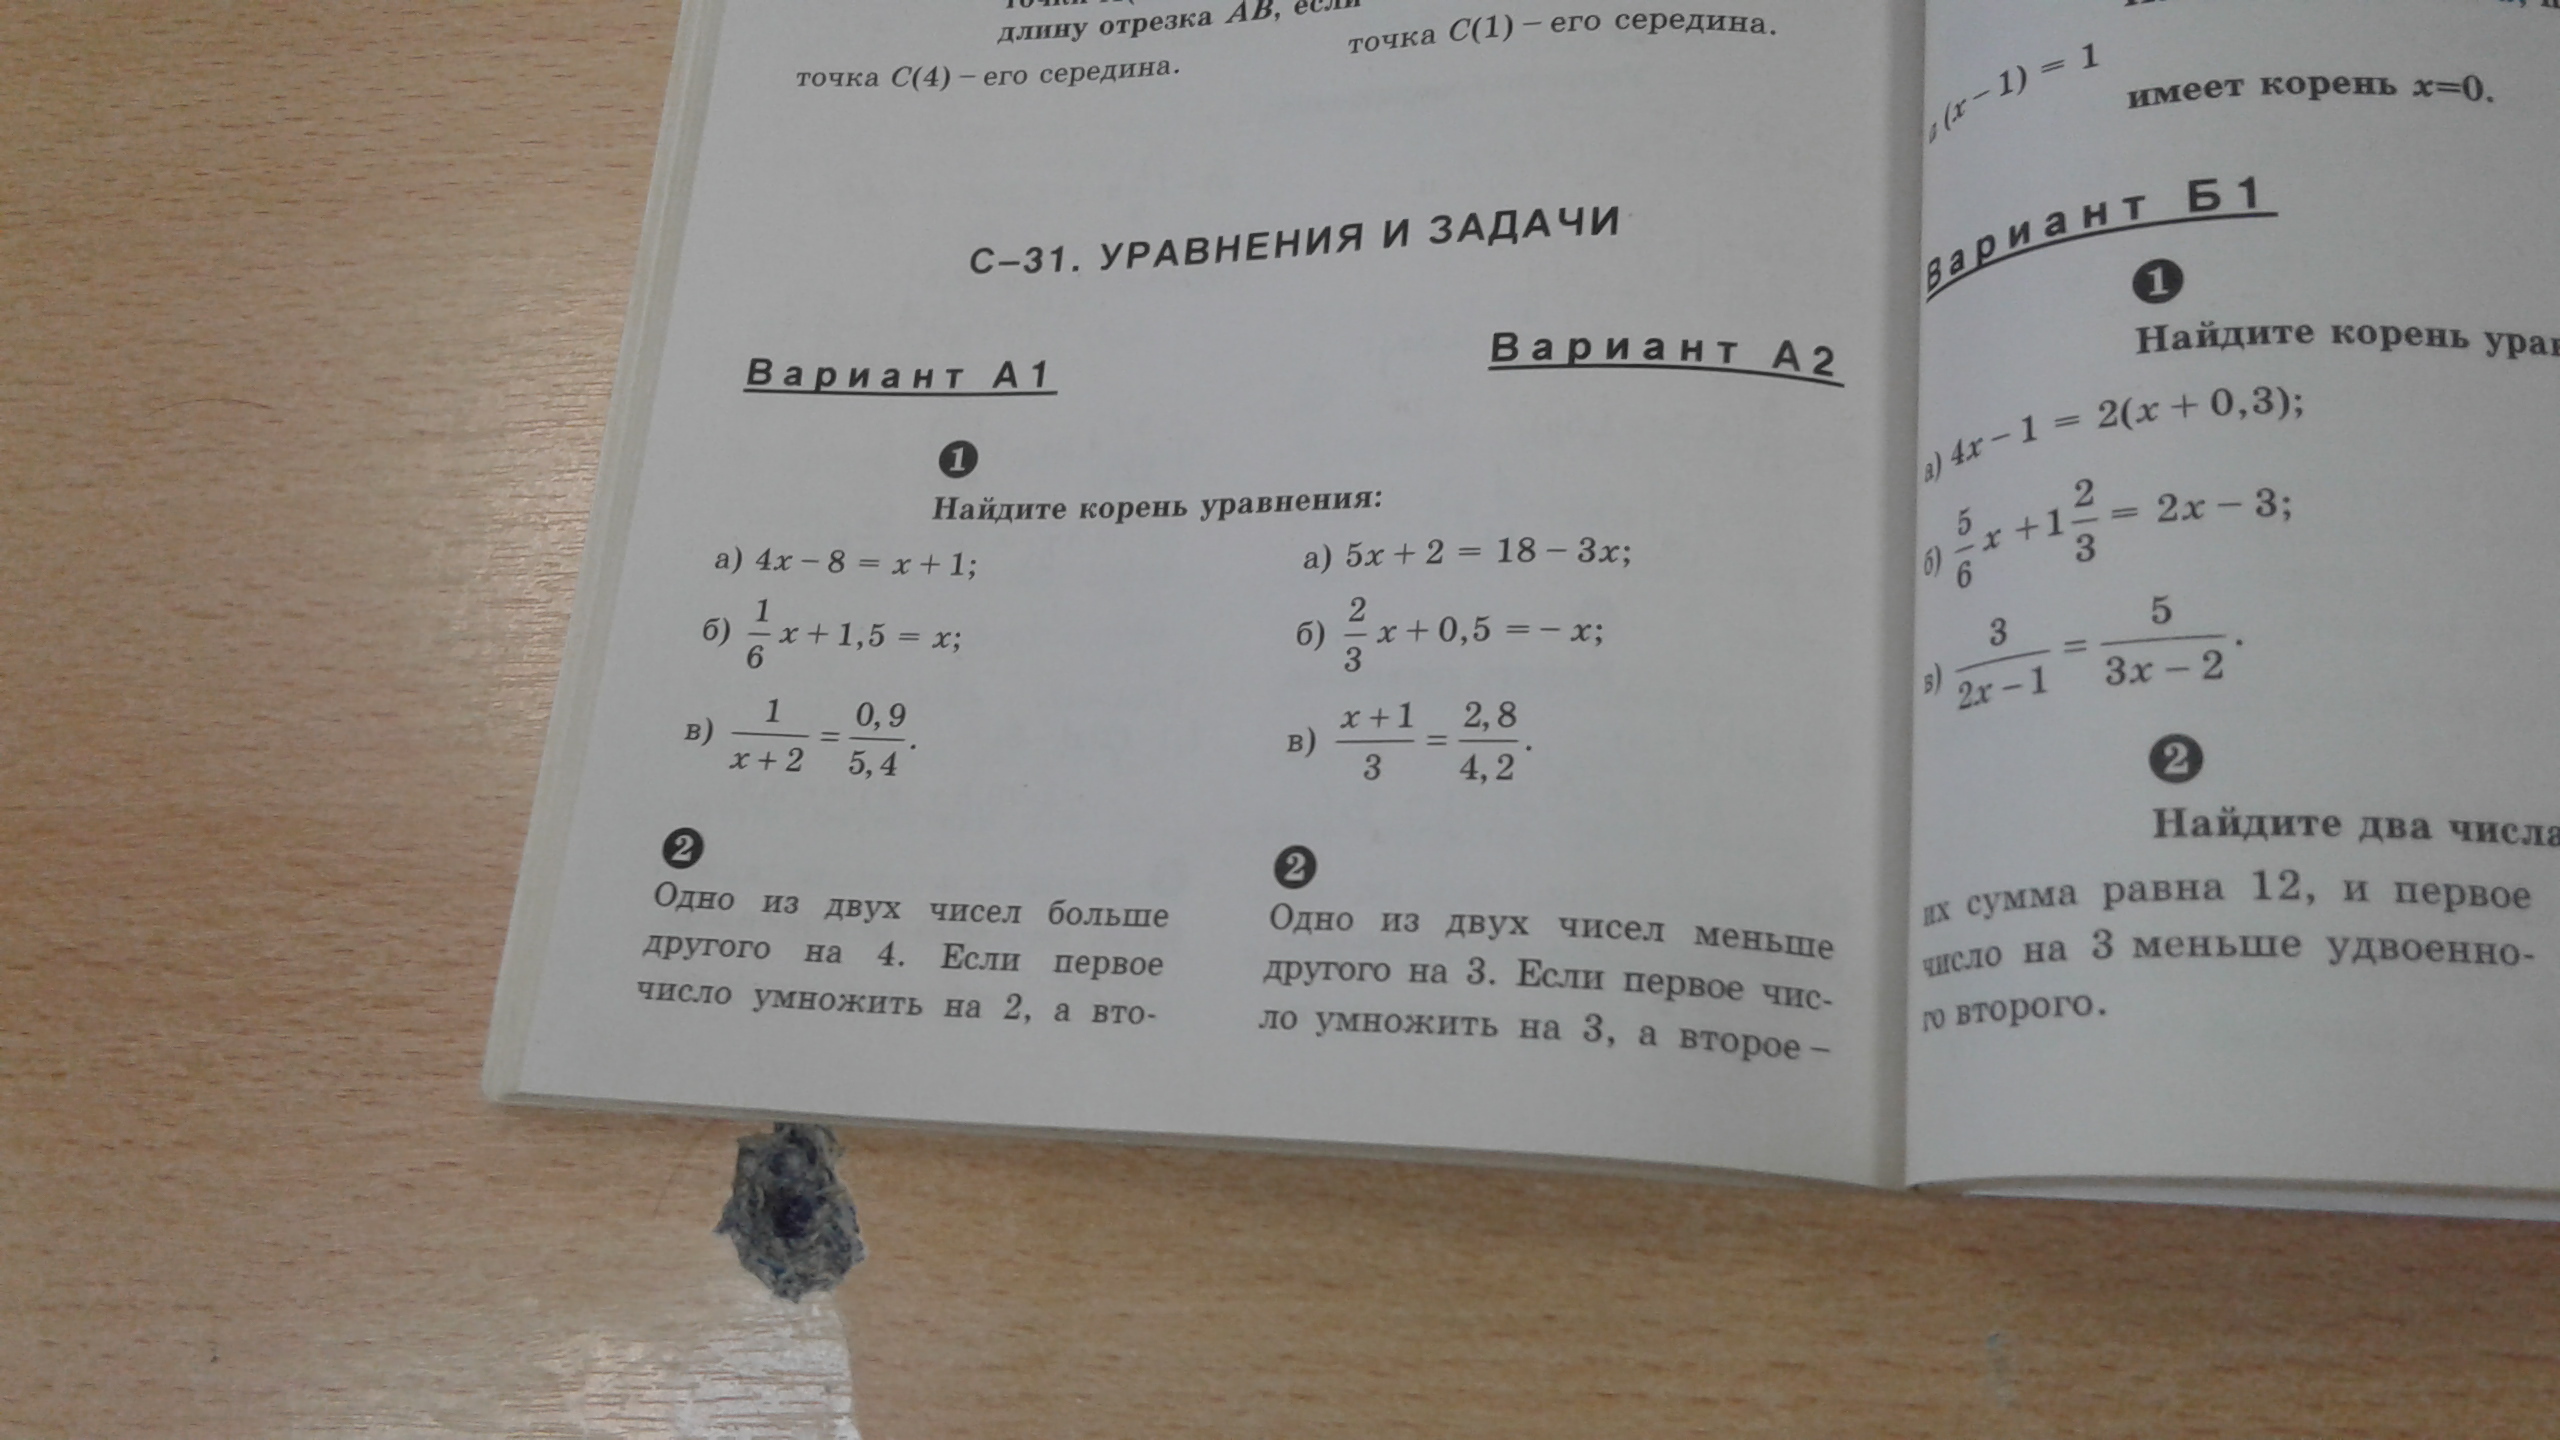 длину отрезка AB, если
точка C(4) – его середина.
точка C(1) – его середина.
С–31. УРАВНЕНИЯ И ЗАДАЧИ
Вариант А1
Вариант А2
1
Найдите корень уравнения:
а) 4x – 8 = x + 1;
б) 1/6 x + 1,5 = x;
в) 1/(x + 2) = 0,9/5,4.
а) 5x + 2 = 18 – 3x;
б) 2/3 x + 0,5 = – x;
в) (x + 1)/3 = 2,8/4,2.
2
Одно из двух чисел больше
другого на 4. Если первое
число умножить на 2, а вто-
2
Одно из двух чисел меньше
другого на 3. Если первое чис-
ло умножить на 3, а второе –
(x – 1) = 1
имеет корень x=0.
Вариант Б1
1
Найдите корень
а) 4x – 1 = 2(x + 0,3);
б) 5/6 x + 1 2/3 = 2x – 3;
в) 3/(2x – 1) = 5/(3x – 2).
2
Найдите два числа
их сумма равна 12, и первое
число на 3 меньше удвоенно-
го второго.